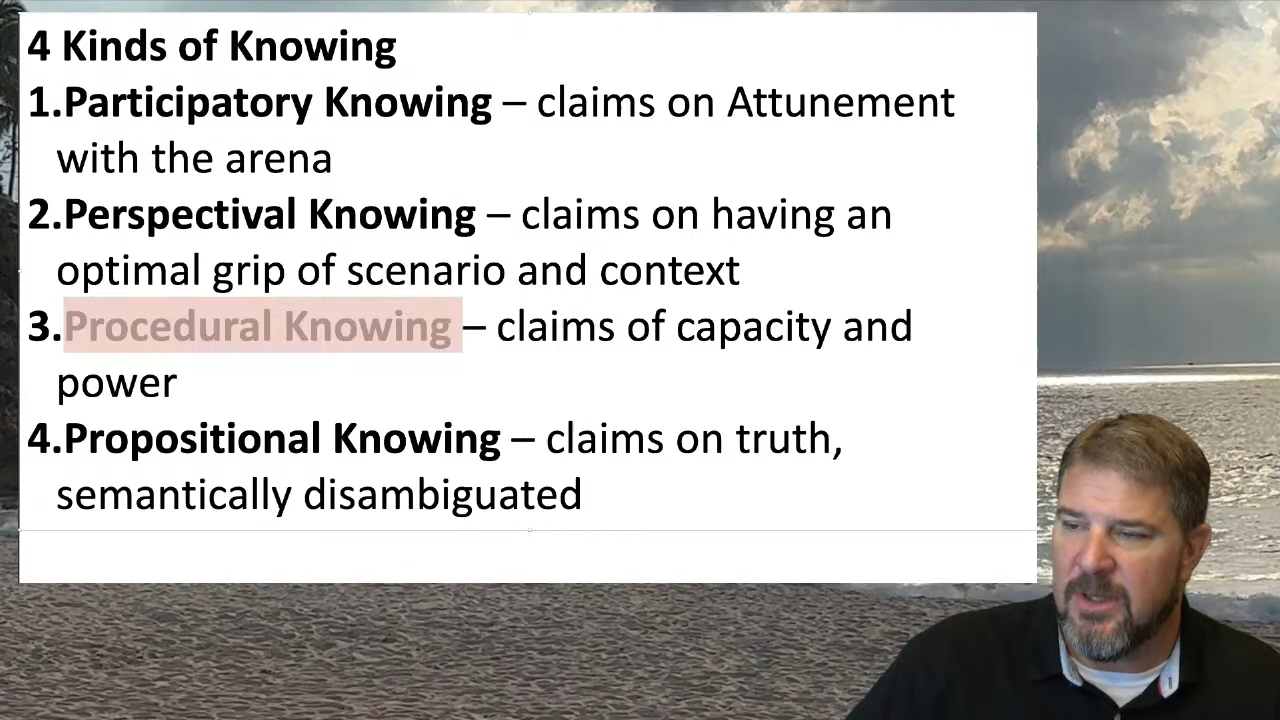 4 Kinds of Knowing
1.Participatory Knowing – claims on Attunement
with the arena
2.Perspectival Knowing – claims on having an
optimal grip of scenario and context
3.Procedural Knowing – claims of capacity and
power
4.Propositional Knowing – claims on truth,
semantically disambiguated